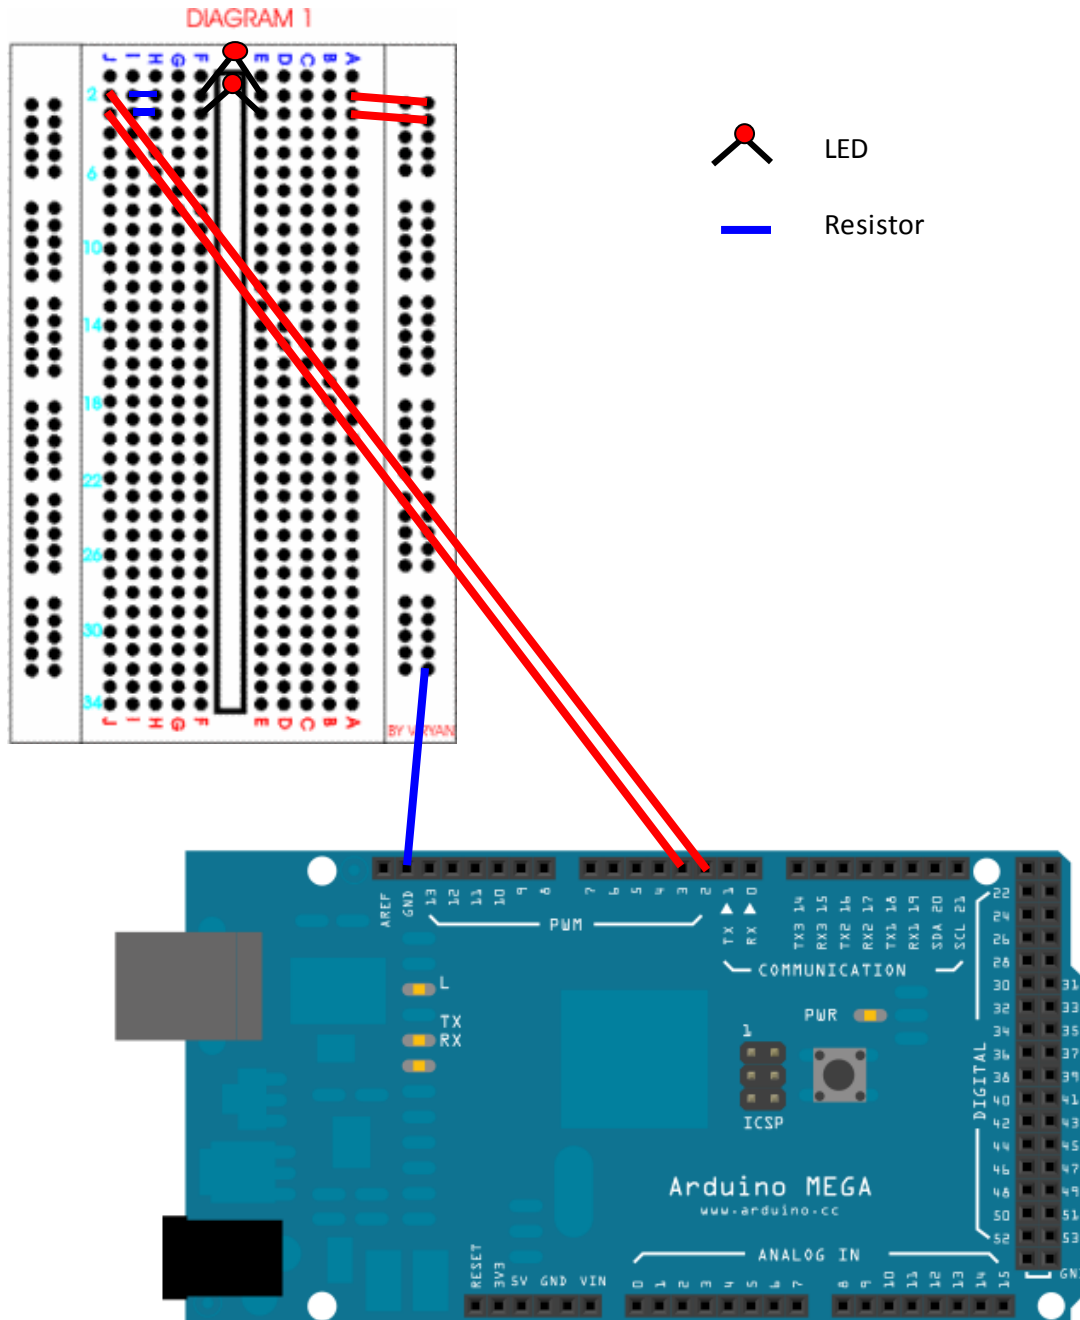 DIAGRAM 1
J I H G F E D C B A
2
6
10
14
18
22
26
30
34
J I H G F E D C B A
LED
Resistor
AREF GND 13 12 11 10 9 8 7 6 5 4 3 2 1 0
TX3 14 RX3 15 TX2 16 RX2 17 TX1 18 RX1 19 SDA 20 SCL 21
PWM
TX RX
COMMUNICATION
L
TX
RX
PWR
1
ICSP
DIGITAL
22
24
26
28
30 31
32 33
34 35
36 37
38 39
40 41
42 43
44 45
46 47
48 49
50 51
52 53
Arduino MEGA
www.arduino.cc
ANALOG IN
RESET 3V3 5V GND VIN
0 1 2 3 4 5 6 7 8 9 10 11 12 13 14 15